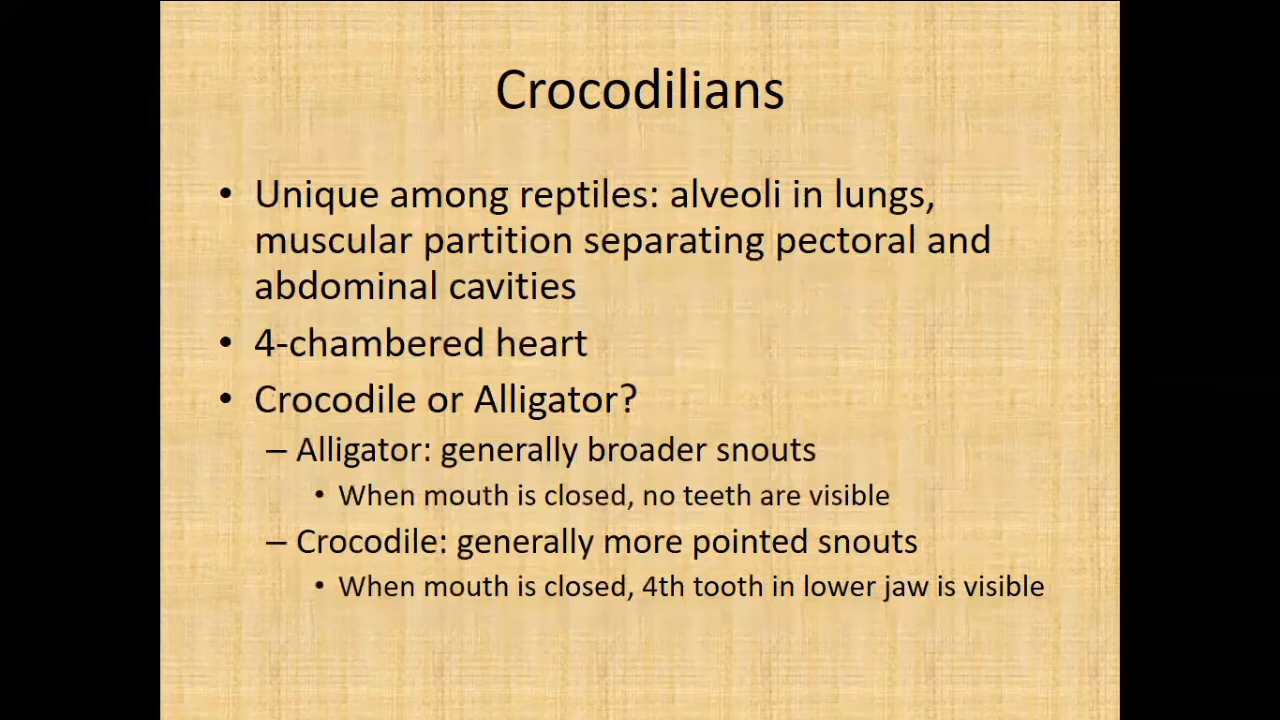 Crocodilians
• Unique among reptiles: alveoli in lungs,
muscular partition separating pectoral and
abdominal cavities
• 4-chambered heart
• Crocodile or Alligator?
– Alligator: generally broader snouts
• When mouth is closed, no teeth are visible
– Crocodile: generally more pointed snouts
• When mouth is closed, 4th tooth in lower jaw is visible